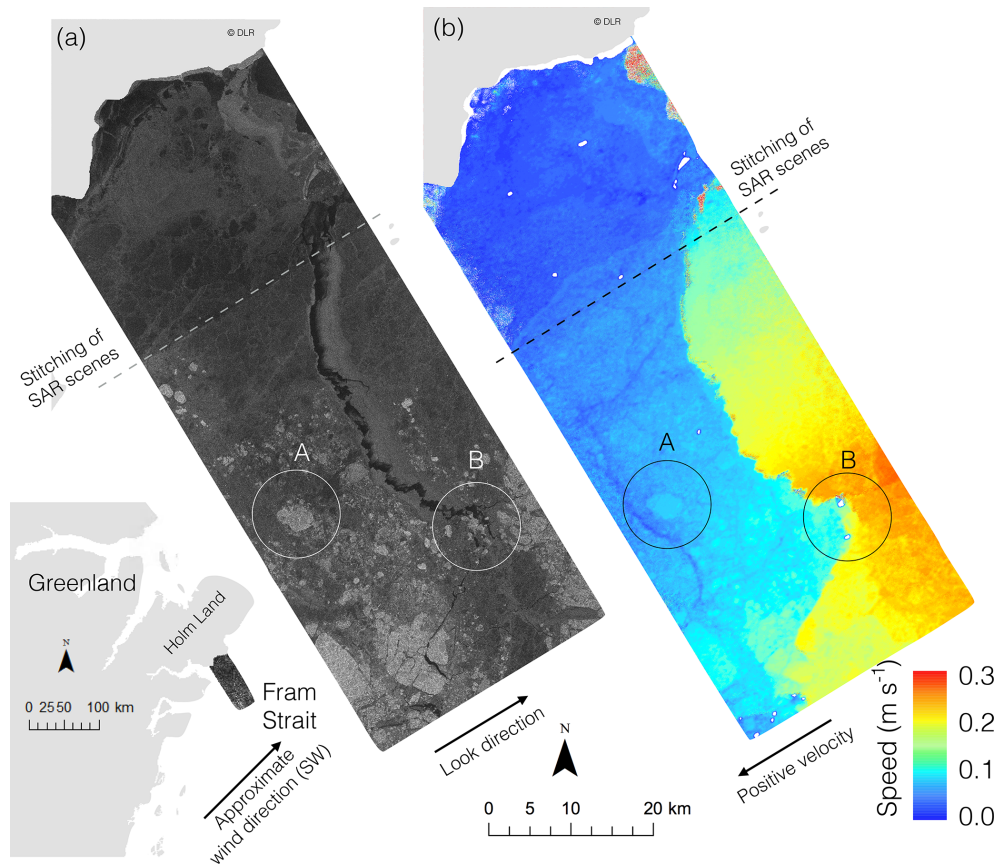 (a)
© DLR
(b)
© DLR
Stitching of
SAR scenes
Stitching of
SAR scenes
A
B
A
B
Greenland
Holm Land
N
0 25 50 100 km
Fram
Strait
Approximate
wind direction (SW)
Look direction
N
0 5 10 20 km
Positive velocity
Speed (m s⁻¹)
0.3
0.2
0.1
0.0